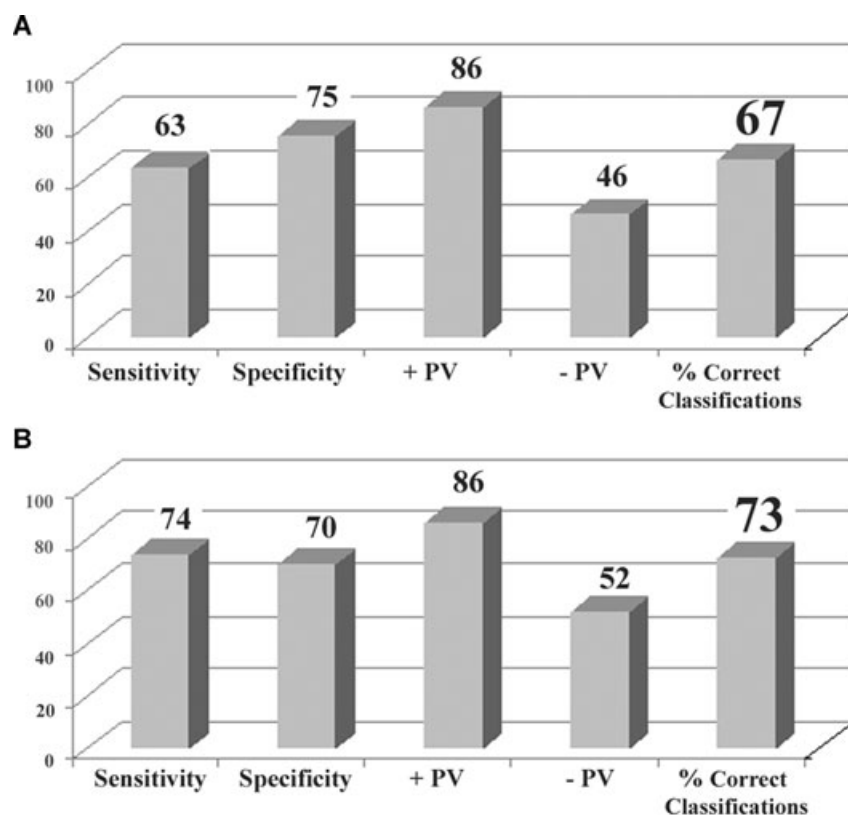 A
100
80
60
40
20
0
63
75
86
46
67
Sensitivity
Specificity
+ PV
- PV
% Correct
Classifications
B
100
80
60
40
20
0
74
70
86
52
73
Sensitivity
Specificity
+ PV
- PV
% Correct
Classifications